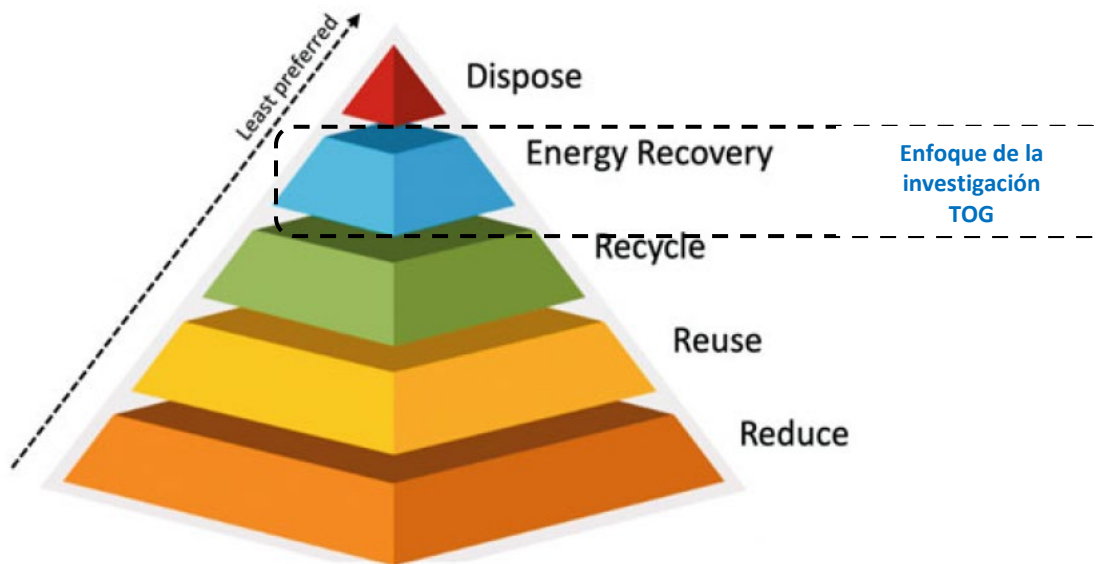 Least preferred
Dispose
Energy Recovery
Enfoque de la
investigación
TOG
Recycle
Reuse
Reduce